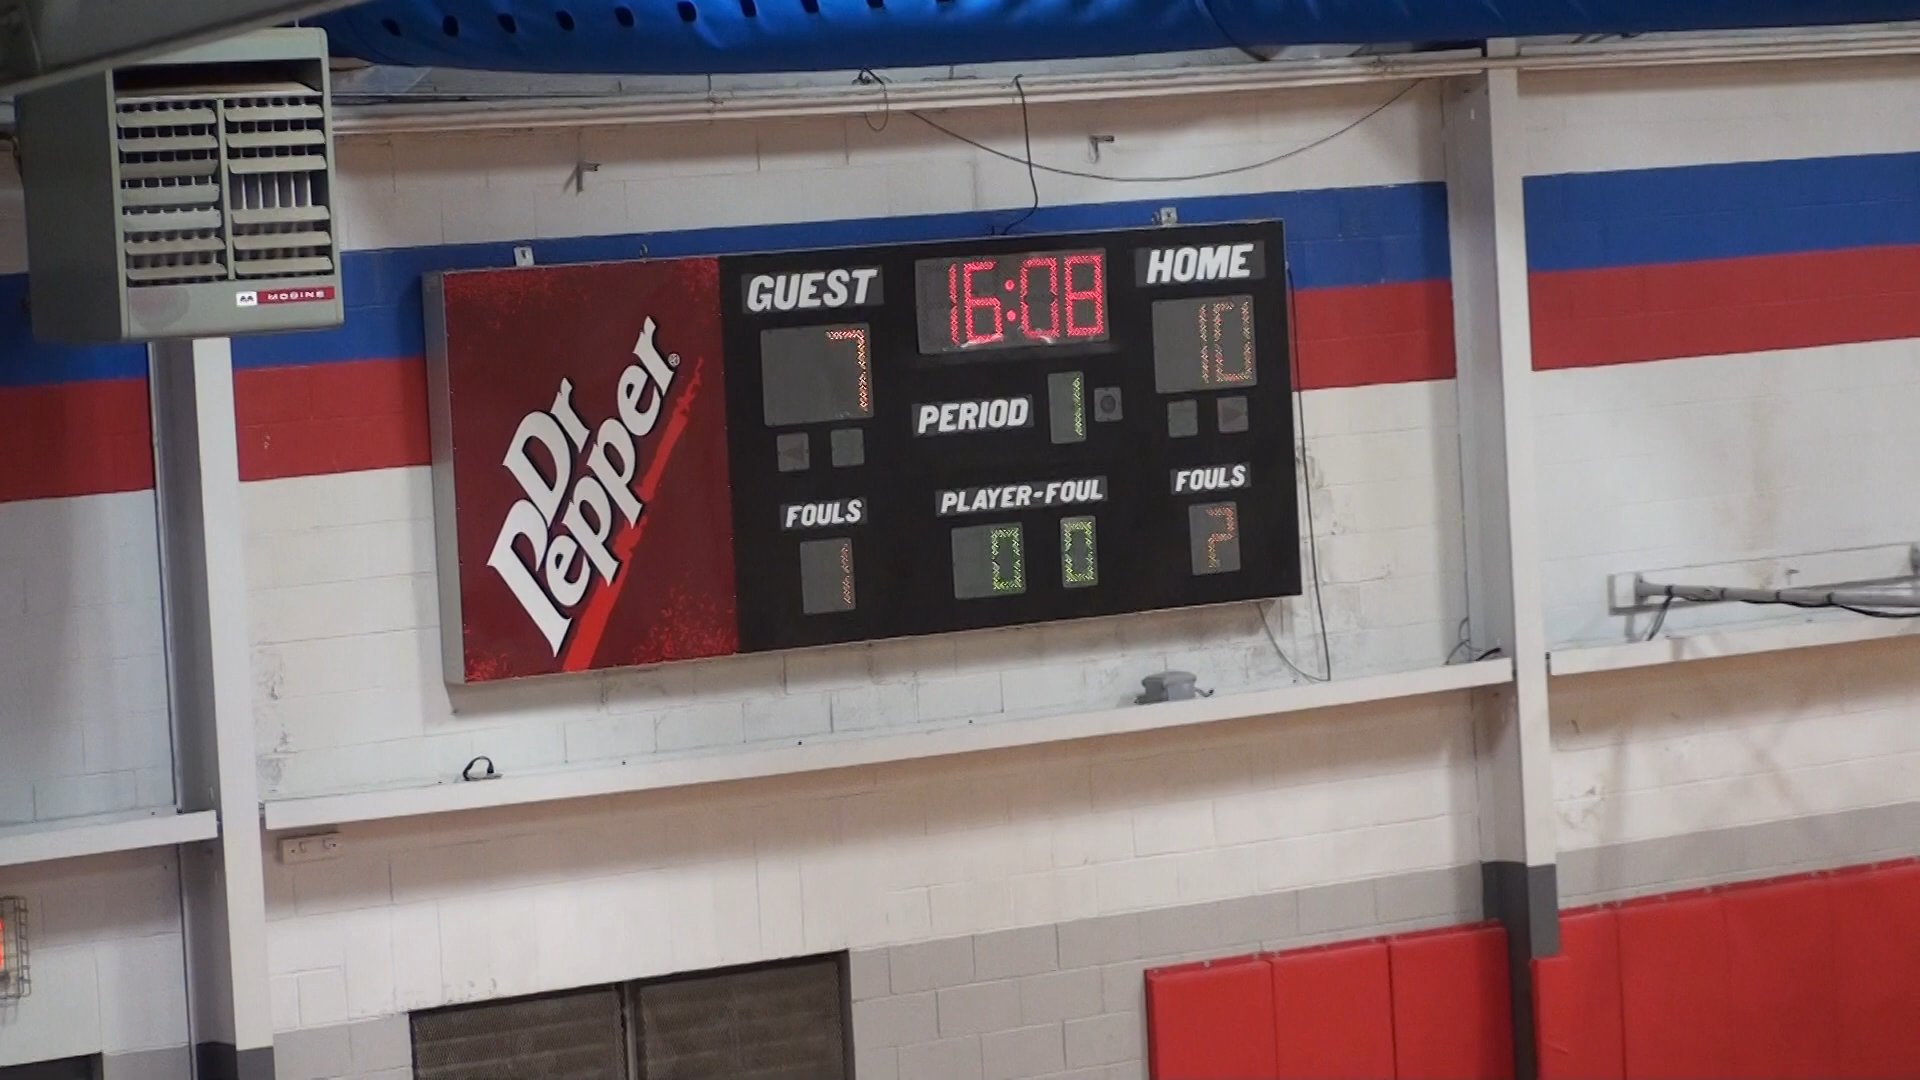 MODINE
Dr
Pepper®
GUEST
16:08
HOME
7
10
PERIOD 1
FOULS
PLAYER-FOUL
FOULS
1
0 0
2